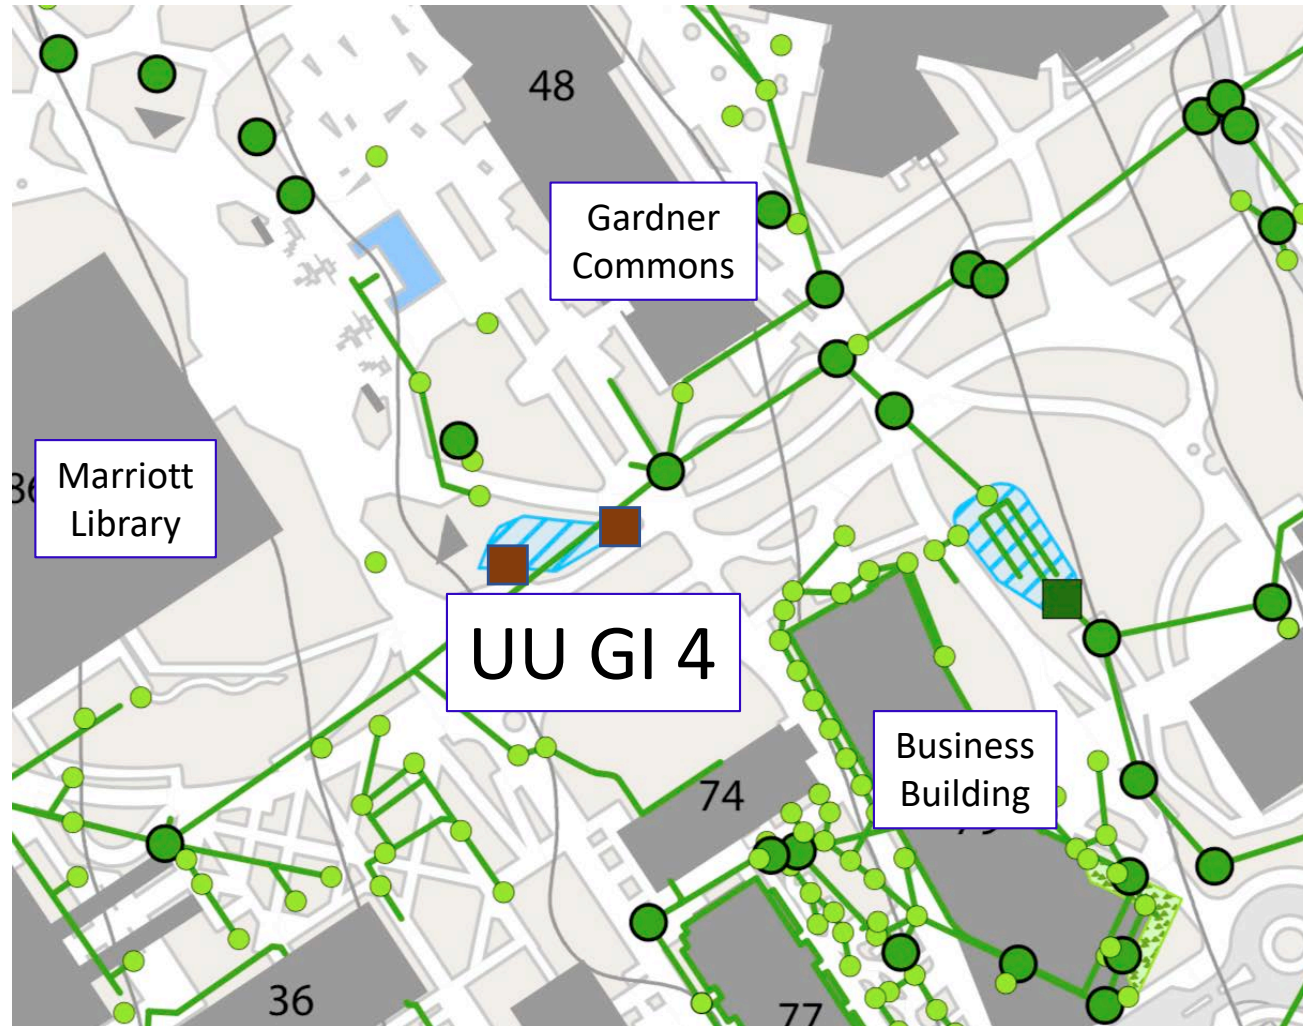 48
Gardner
Commons
Marriott
Library
UU GI 4
Business
Building
74
36
77